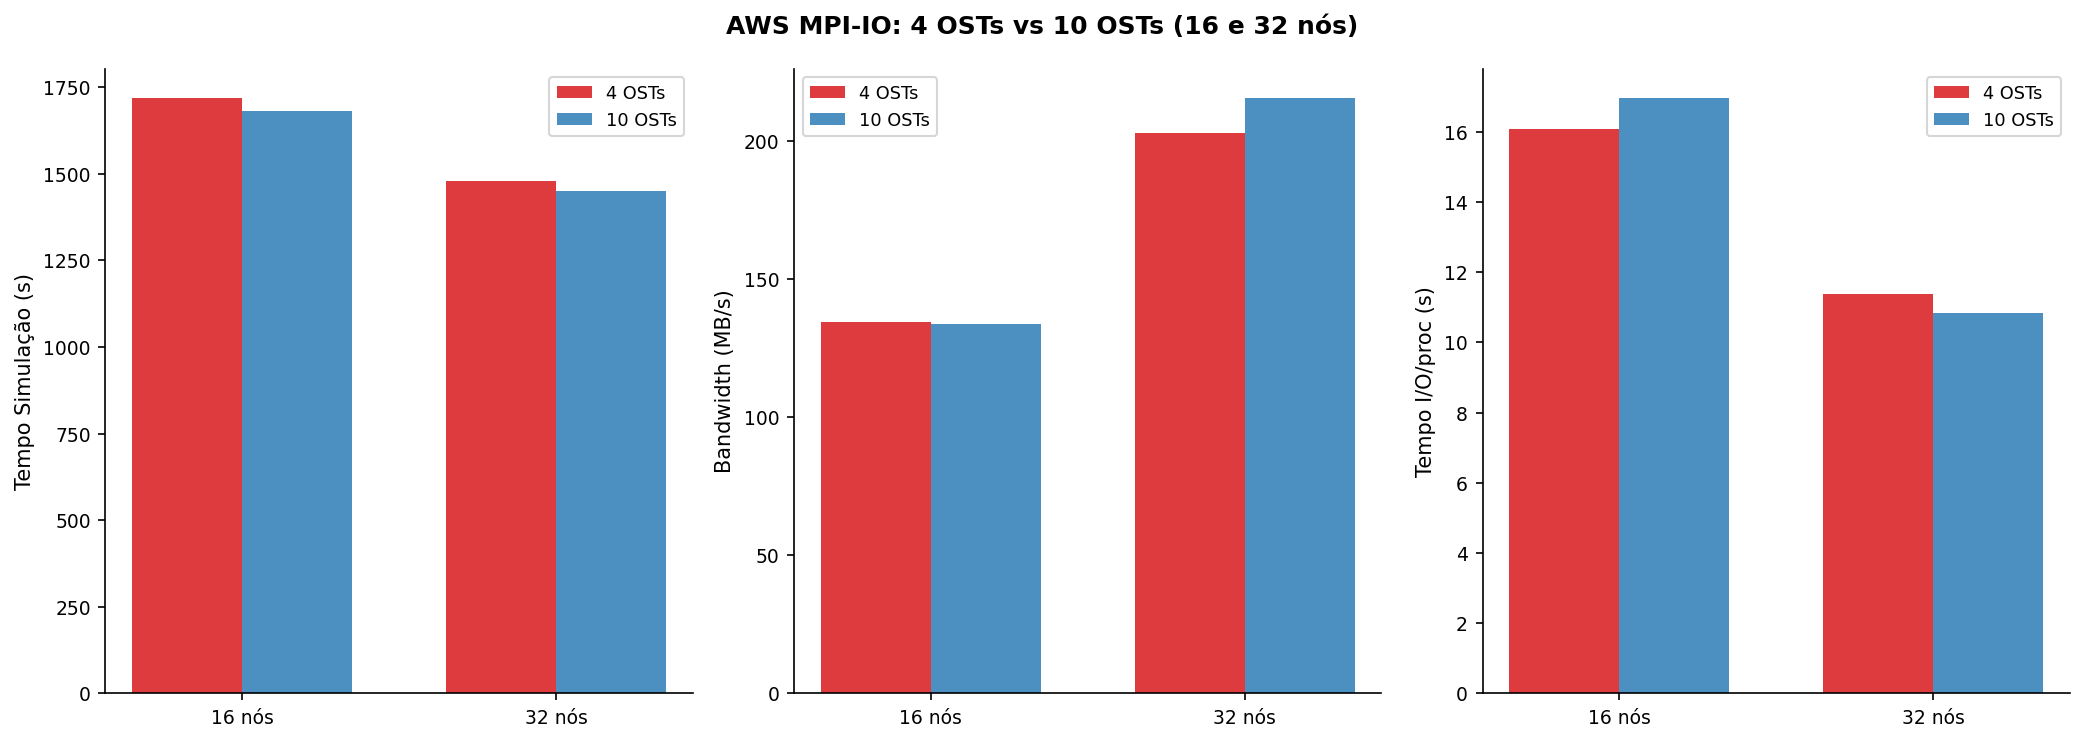 AWS MPI-IO: 4 OSTs vs 10 OSTs (16 e 32 nós)
Tempo Simulação (s)
1750
1500
1250
1000
750
500
250
0
16 nós
32 nós
4 OSTs
10 OSTs
Bandwidth (MB/s)
200
150
100
50
0
16 nós
32 nós
4 OSTs
10 OSTs
Tempo I/O/proc (s)
16
14
12
10
8
6
4
2
0
16 nós
32 nós
4 OSTs
10 OSTs